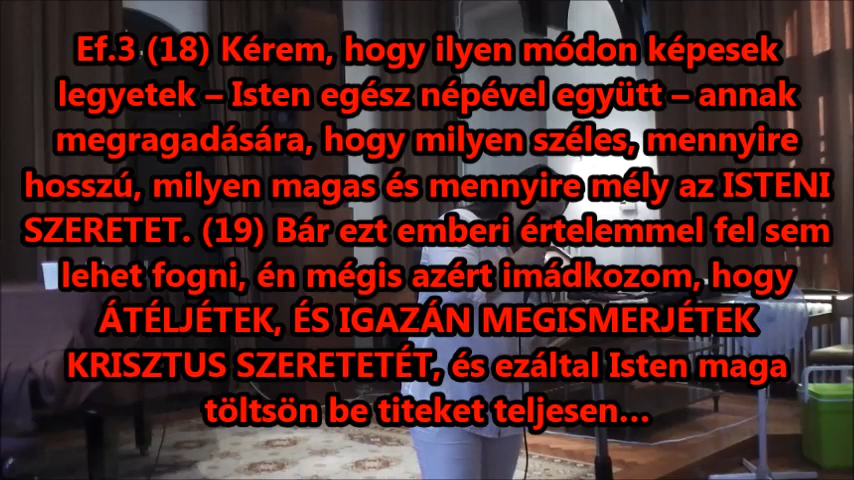 Ef.3 (18) Kérem, hogy ilyen módon képesek
legyetek – Isten egész népével együtt – annak
megragadására, hogy milyen széles, mennyire
hosszú, milyen magas és mennyire mély az ISTENI
SZERETET. (19) Bár ezt emberi értelemmel fel sem
lehet fogni, én mégis azért imádkozom, hogy
ÁTÉLJÉTEK, ÉS IGAZÁN MEGISMERJÉTEK
KRISZTUS SZERETETÉT, és ezáltal Isten maga
töltsön be titeket teljesen...